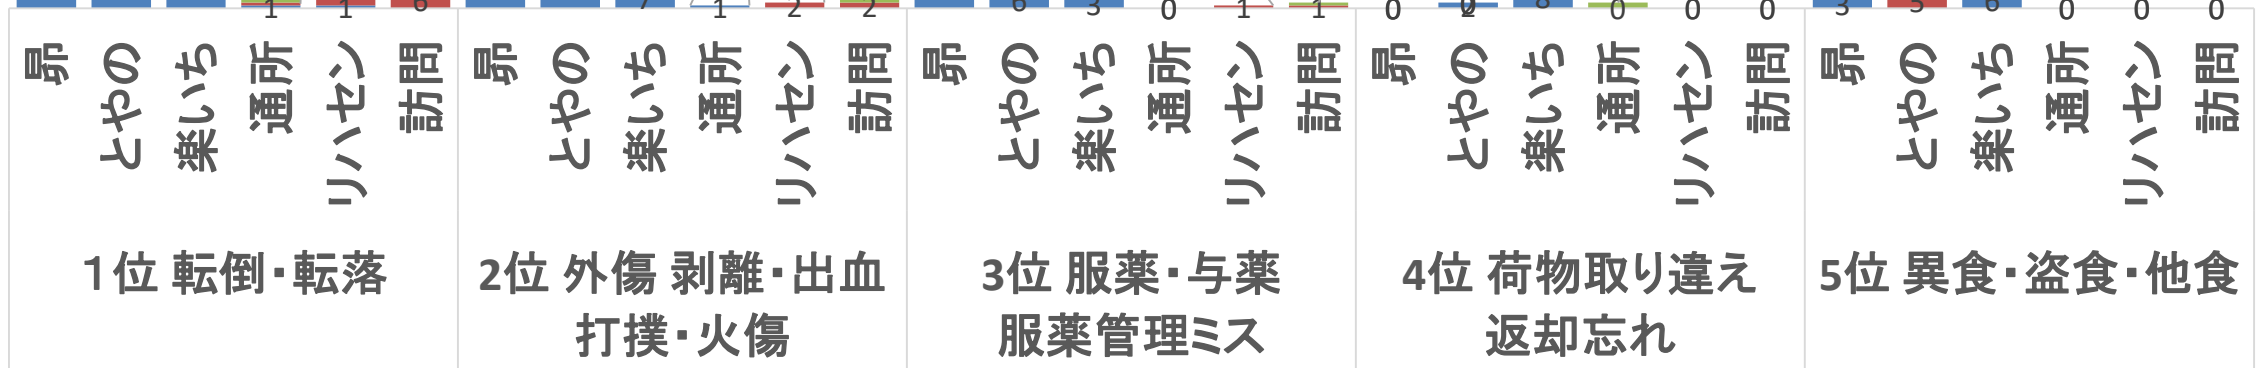 1 1 6 7 1 2 2 6 3 0 1 1 0 2 8 0 0 0 3 5 6 0 0 0
昴 とやの 楽いち 通所 リハセン 訪問 昴 とやの 楽いち 通所 リハセン 訪問 昴 とやの 楽いち 通所 リハセン 訪問 昴 とやの 楽いち 通所 リハセン 訪問 昴 とやの 楽いち 通所 リハセン 訪問
1位 転倒・転落
2位 外傷 剥離・出血
打撲・火傷
3位 服薬・与薬
服薬管理ミス
4位 荷物取り違え
返却忘れ
5位 異食・盗食・他食